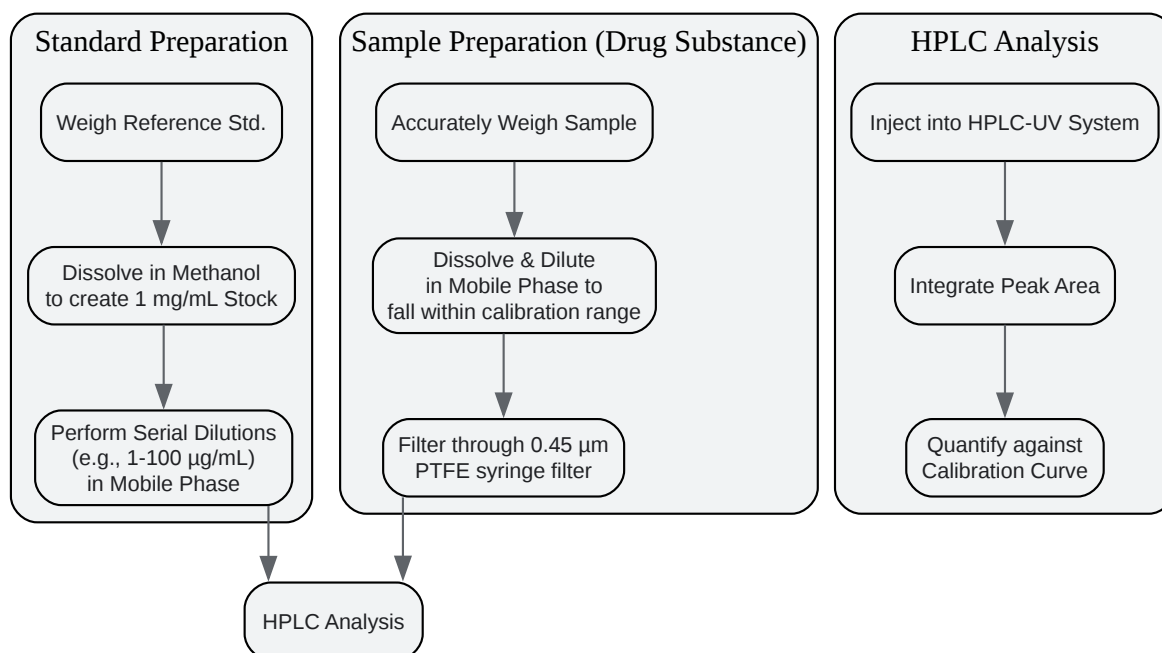 Standard Preparation
Weigh Reference Std.
Dissolve in Methanol
to create 1 mg/mL Stock
Perform Serial Dilutions
(e.g., 1-100 µg/mL)
in Mobile Phase
Sample Preparation (Drug Substance)
Accurately Weigh Sample
Dissolve & Dilute
in Mobile Phase to
fall within calibration range
Filter through 0.45 µm
PTFE syringe filter
HPLC Analysis
HPLC Analysis
Inject into HPLC-UV System
Integrate Peak Area
Quantify against
Calibration Curve